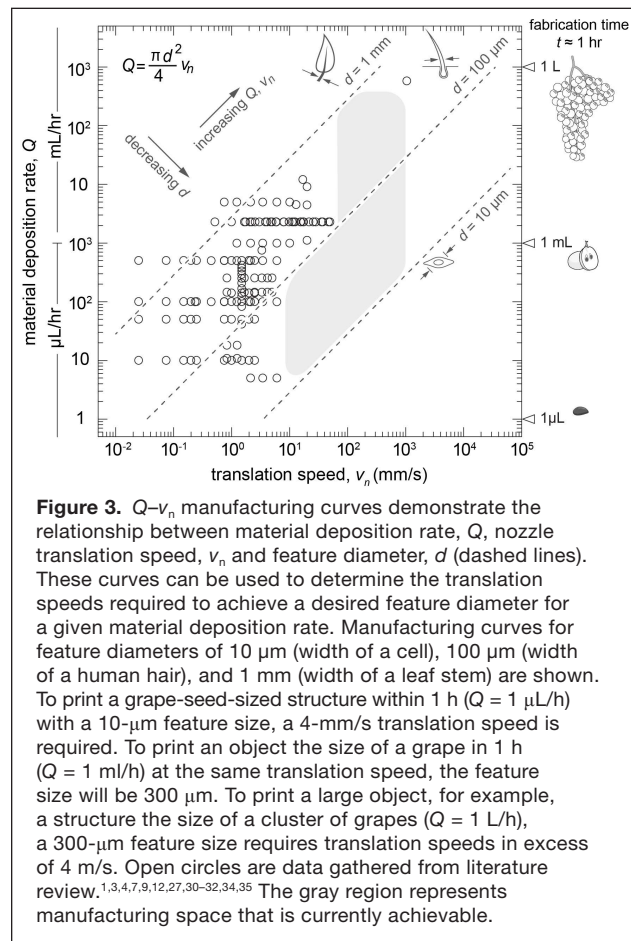 fabrication time
t ≈ 1 hr
Q = πd²/4 vₙ
increasing Q, vₙ
decreasing d
d = 1 mm
d = 100 µm
d = 10 µm
material deposition rate, Q
mL/hr
µL/hr
10³
10²
10
10³
10²
10
1
1 L
1 mL
1µL
10⁻² 10⁻¹ 10⁰ 10¹ 10² 10³ 10⁴ 10⁵
translation speed, vₙ (mm/s)
Figure 3. Q–vₙ manufacturing curves demonstrate the
relationship between material deposition rate, Q, nozzle
translation speed, vₙ and feature diameter, d (dashed lines).
These curves can be used to determine the translation
speeds required to achieve a desired feature diameter for
a given material deposition rate. Manufacturing curves for
feature diameters of 10 µm (width of a cell), 100 µm (width
of a human hair), and 1 mm (width of a leaf stem) are shown.
To print a grape-seed-sized structure within 1 h (Q = 1 µL/h)
with a 10-µm feature size, a 4-mm/s translation speed is
required. To print an object the size of a grape in 1 h
(Q = 1 ml/h) at the same translation speed, the feature
size will be 300 µm. To print a large object, for example,
a structure the size of a cluster of grapes (Q = 1 L/h),
a 300-µm feature size requires translation speeds in excess
of 4 m/s. Open circles are data gathered from literature
review.¹,³,⁴,⁷,⁹,¹²,²⁷,³⁰⁻³²,³⁴,³⁵ The gray region represents
manufacturing space that is currently achievable.